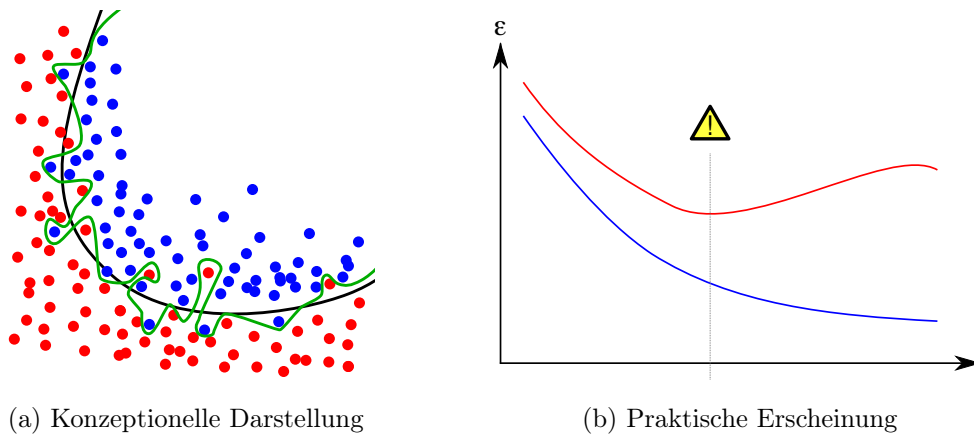 ε
!
(a) Konzeptionelle Darstellung
(b) Praktische Erscheinung